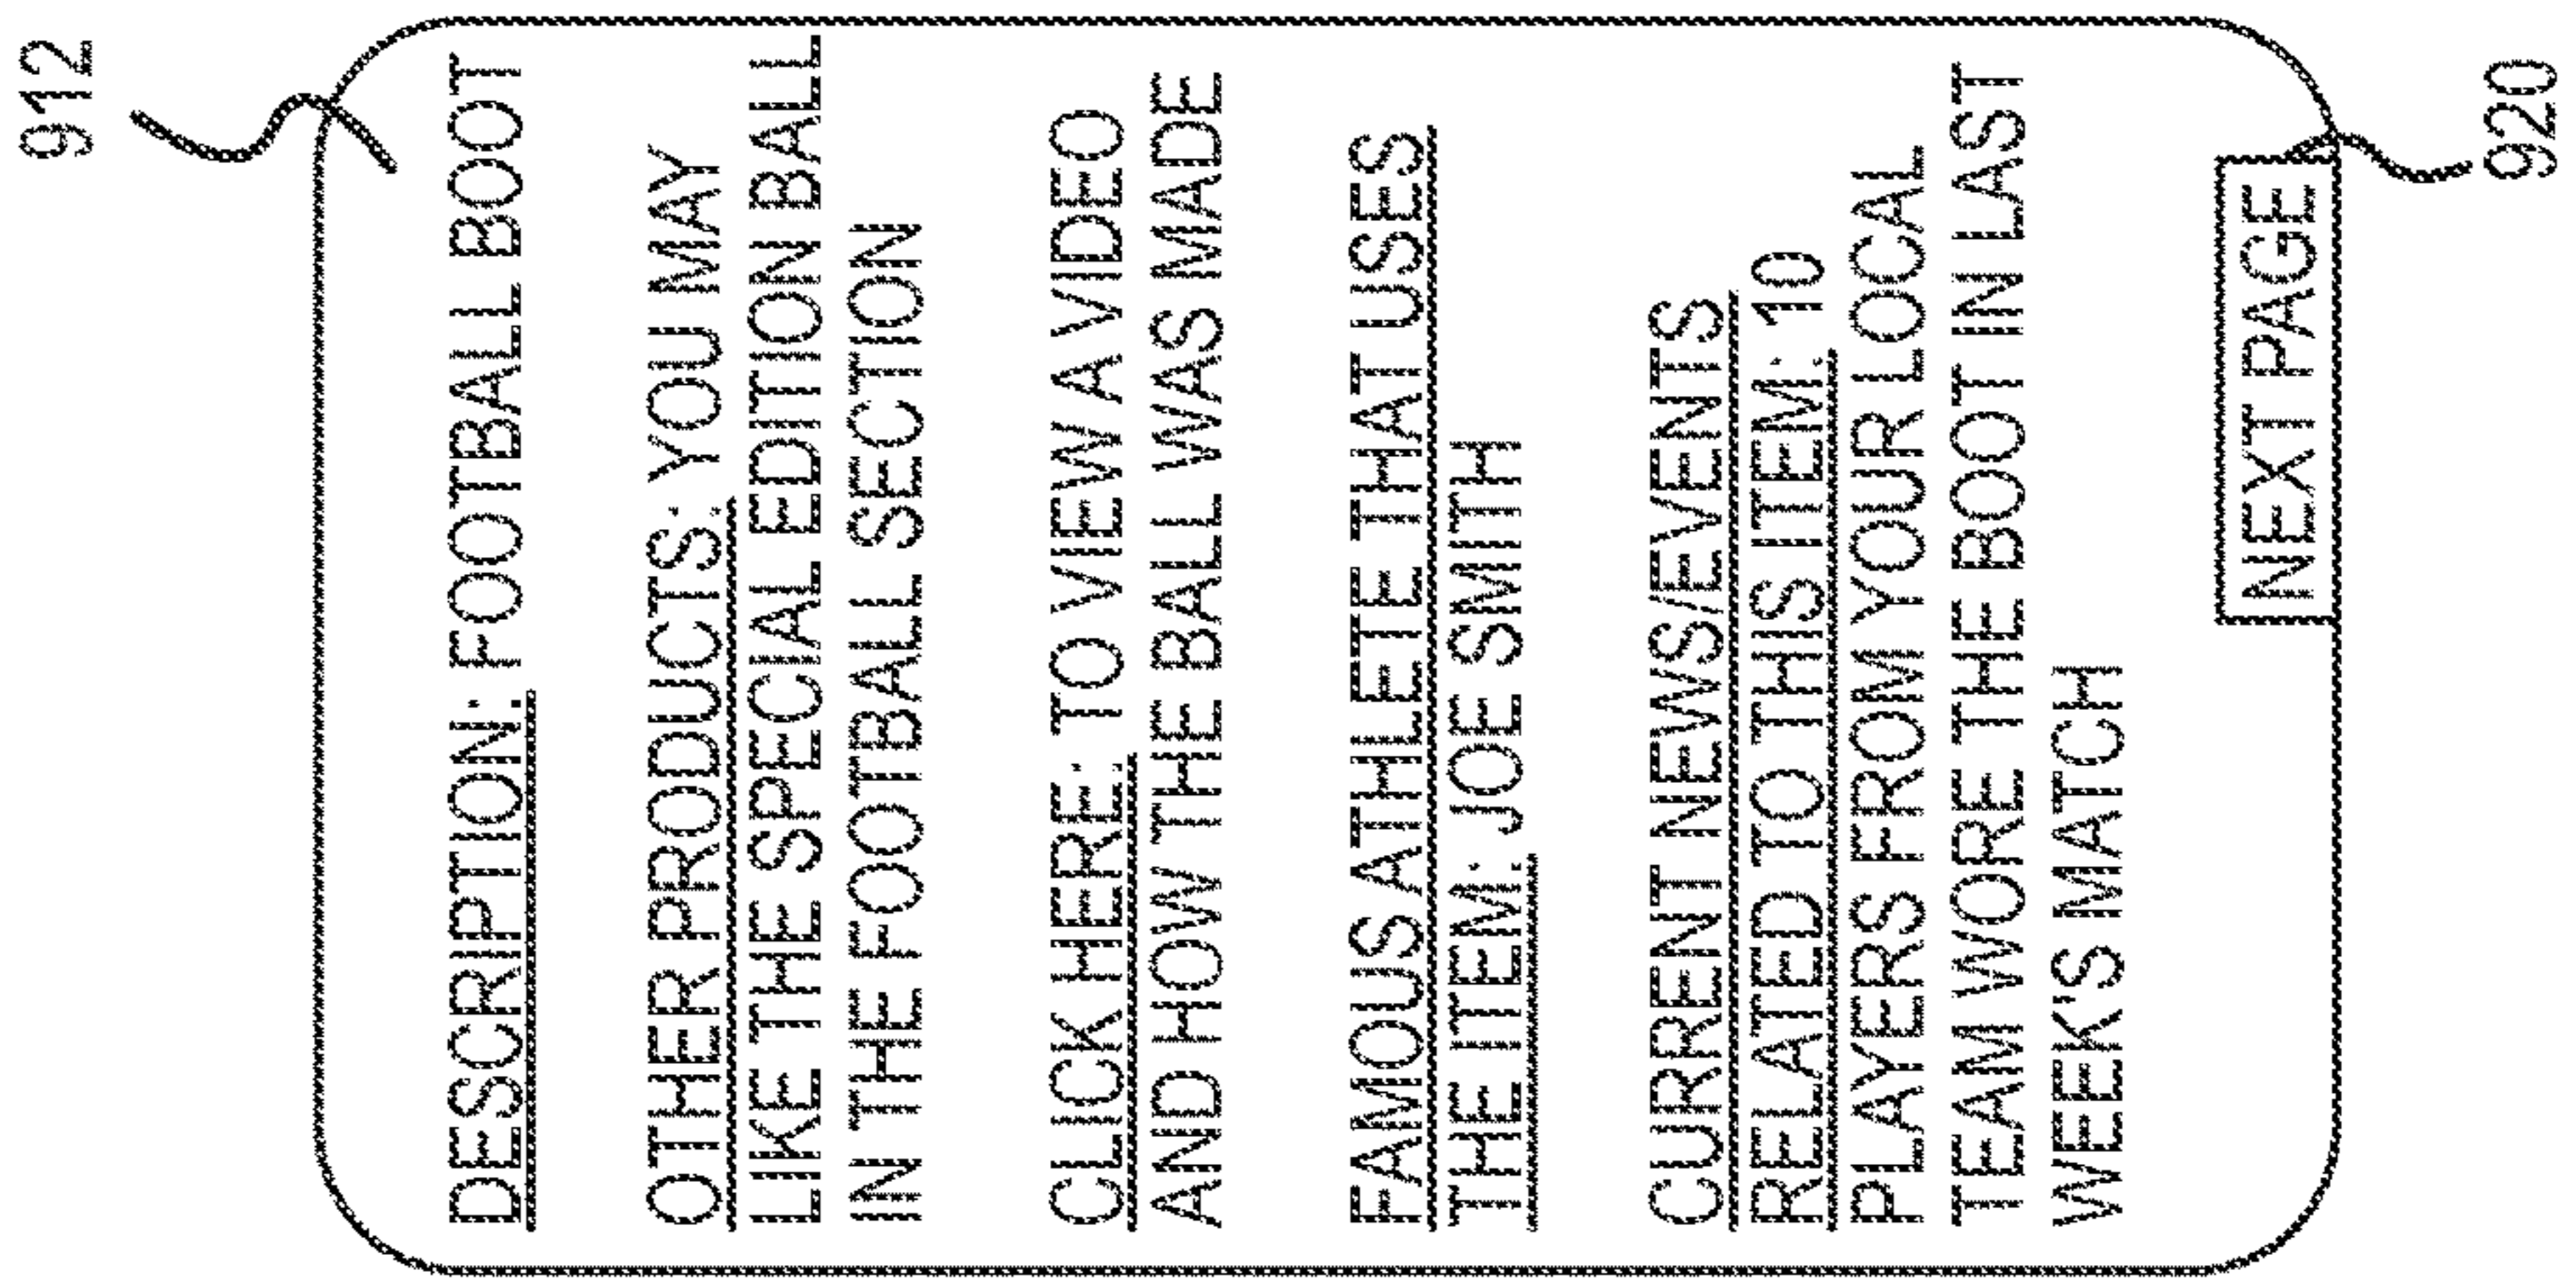 912
DESCRIPTION: FOOTBALL BOOT
OTHER PRODUCTS: YOU MAY
LIKE THE SPECIAL EDITION BALL
IN THE FOOTBALL SECTION
CLICK HERE: TO VIEW A VIDEO
AND HOW THE BALL WAS MADE
FAMOUS ATHLETE THAT USES
THE ITEM: JOE SMITH
CURRENT NEWS/EVENTS
RELATED TO THIS ITEM: 10
PLAYERS FROM YOUR LOCAL
TEAM WORE THE BOOT IN LAST
WEEK'S MATCH
NEXT PAGE
920